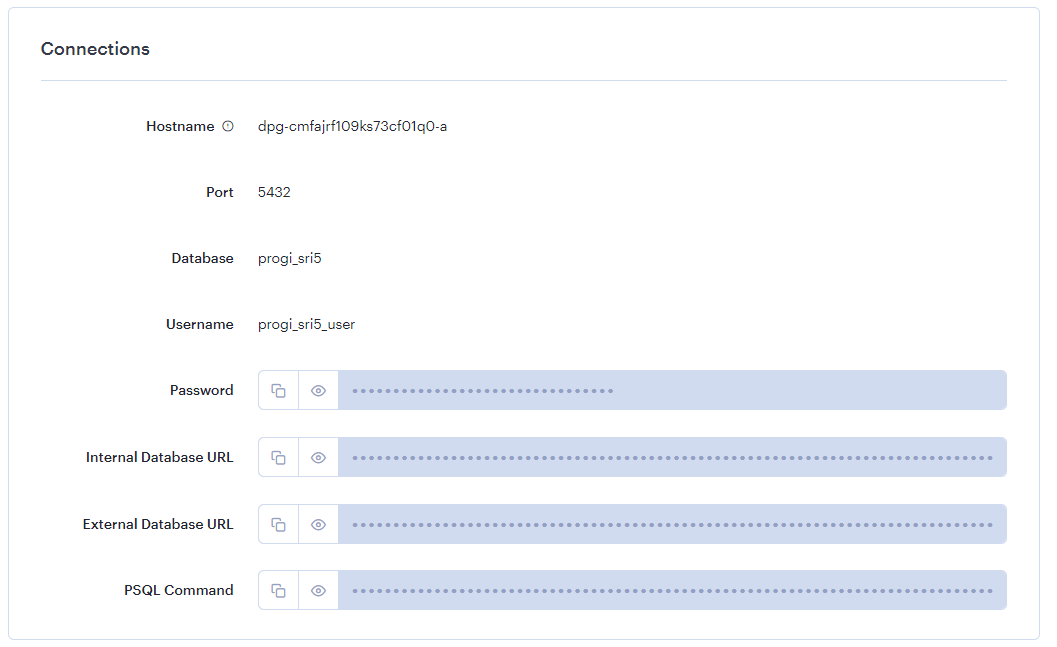 Connections
Hostname dpg-cmfajrf109ks73cf01q0-a
Port 5432
Database progi_sri5
Username progi_sri5_user
Password
Internal Database URL
External Database URL
PSQL Command